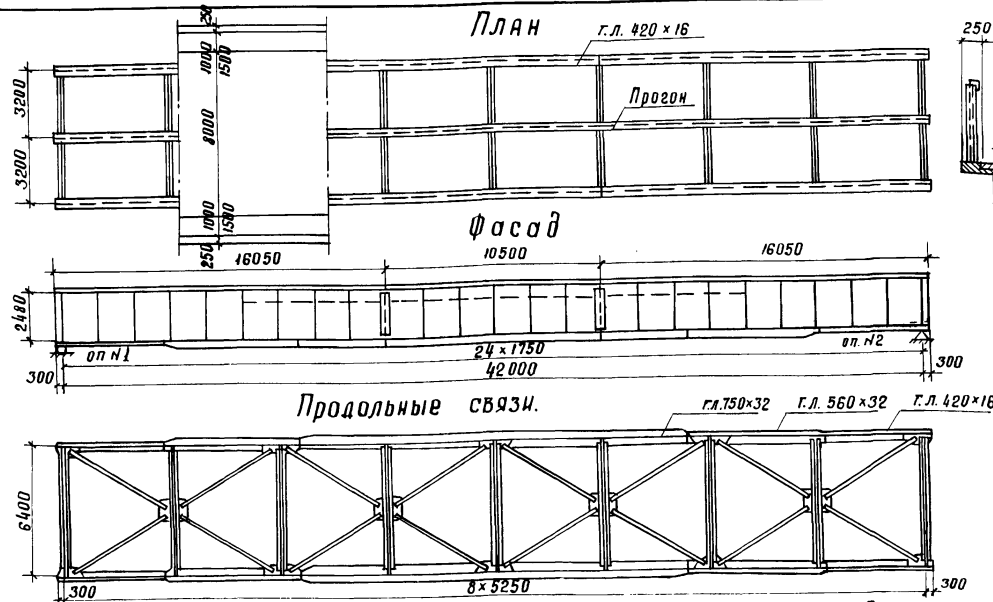 План
г.л. 420×16
Прогон
250
1000
1500
8000
1000
1500
250
3200
3200
250
Фасад
16050
10500
16050
2480
оп №1
оп. №2
24×1750
42000
300
300
Продольные связи.
г.л.750×32
г.л. 560×32
г.л. 420×16
6400
8×5250
300
300